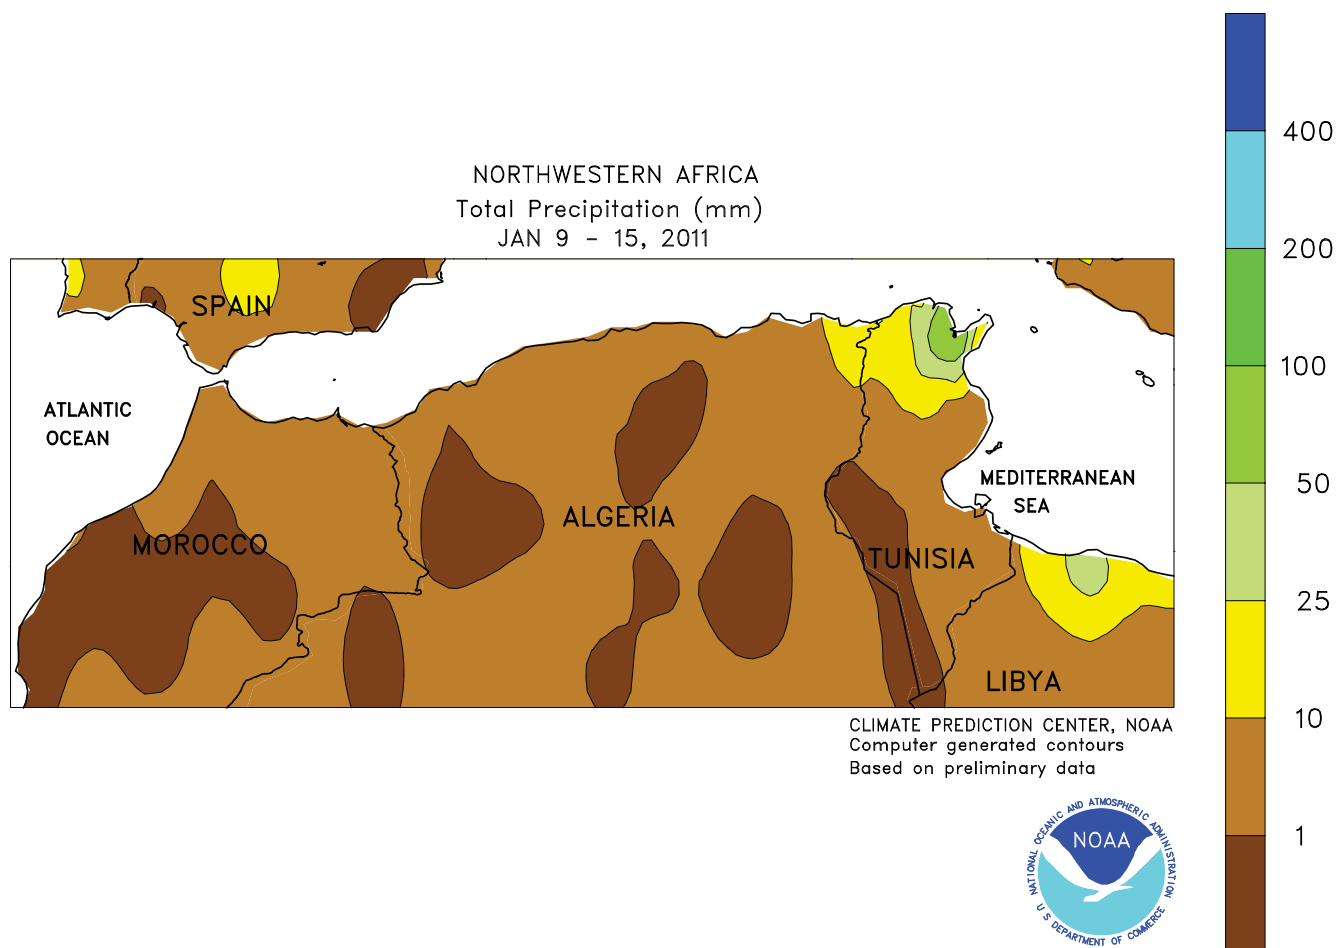 NORTHWESTERN AFRICA
Total Precipitation (mm)
JAN 9 - 15, 2011
400
200
100
50
25
10
1
SPAIN
ATLANTIC
OCEAN
MEDITERRANEAN
SEA
ALGERIA
MOROCCO
TUNISIA
LIBYA
CLIMATE PREDICTION CENTER, NOAA
Computer generated contours
Based on preliminary data
NATIONAL OCEANIC AND ATMOSPHERIC ADMINISTRATION
NOAA
U S DEPARTMENT OF COMMERCE